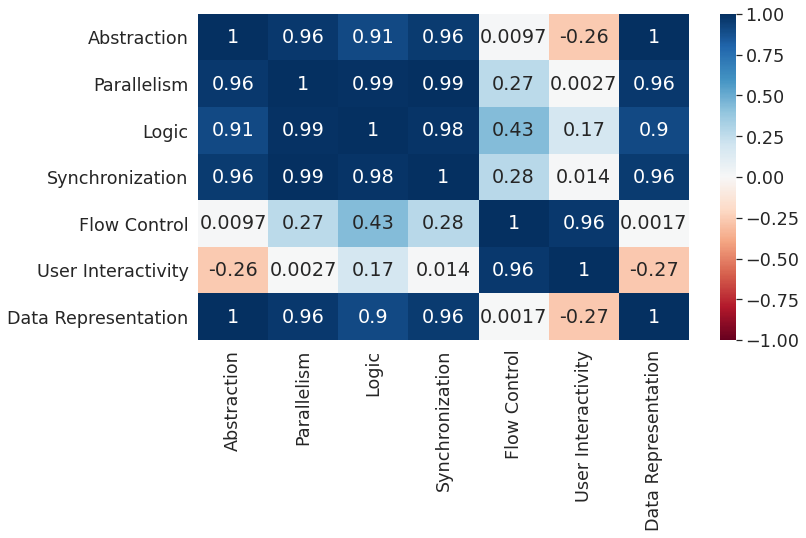 Abstraction 1 0.96 0.91 0.96 0.0097 -0.26 1
Parallelism 0.96 1 0.99 0.99 0.27 0.0027 0.96
Logic 0.91 0.99 1 0.98 0.43 0.17 0.9
Synchronization 0.96 0.99 0.98 1 0.28 0.014 0.96
Flow Control 0.0097 0.27 0.43 0.28 1 0.96 0.0017
User Interactivity -0.26 0.0027 0.17 0.014 0.96 1 -0.27
Data Representation 1 0.96 0.9 0.96 0.0017 -0.27 1
Abstraction
Parallelism
Logic
Synchronization
Flow Control
User Interactivity
Data Representation
1.00
0.75
0.50
0.25
0.00
−0.25
−0.50
−0.75
−1.00